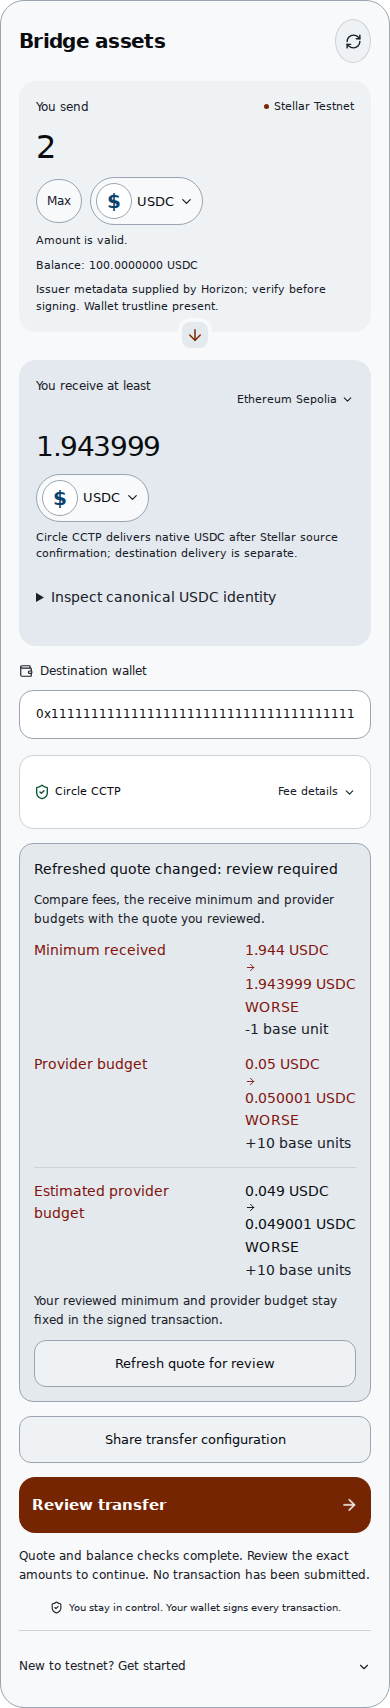 Bridge assets
You send
Stellar Testnet
2
Max
$
USDC
Amount is valid.
Balance: 100.0000000 USDC
Issuer metadata supplied by Horizon; verify before
signing. Wallet trustline present.
You receive at least
Ethereum Sepolia
1.943999
$
USDC
Circle CCTP delivers native USDC after Stellar source
confirmation; destination delivery is separate.
Inspect canonical USDC identity
Destination wallet
0x1111111111111111111111111111111111111111
Circle CCTP
Fee details
Refreshed quote changed: review required
Compare fees, the receive minimum and provider
budgets with the quote you reviewed.
Minimum received
1.944 USDC
→
1.943999 USDC
WORSE
-1 base unit
Provider budget
0.05 USDC
→
0.050001 USDC
WORSE
+10 base units
Estimated provider
budget
0.049 USDC
→
0.049001 USDC
WORSE
+10 base units
Your reviewed minimum and provider budget stay
fixed in the signed transaction.
Refresh quote for review
Share transfer configuration
Review transfer →
Quote and balance checks complete. Review the exact
amounts to continue. No transaction has been submitted.
You stay in control. Your wallet signs every transaction.
New to testnet? Get started